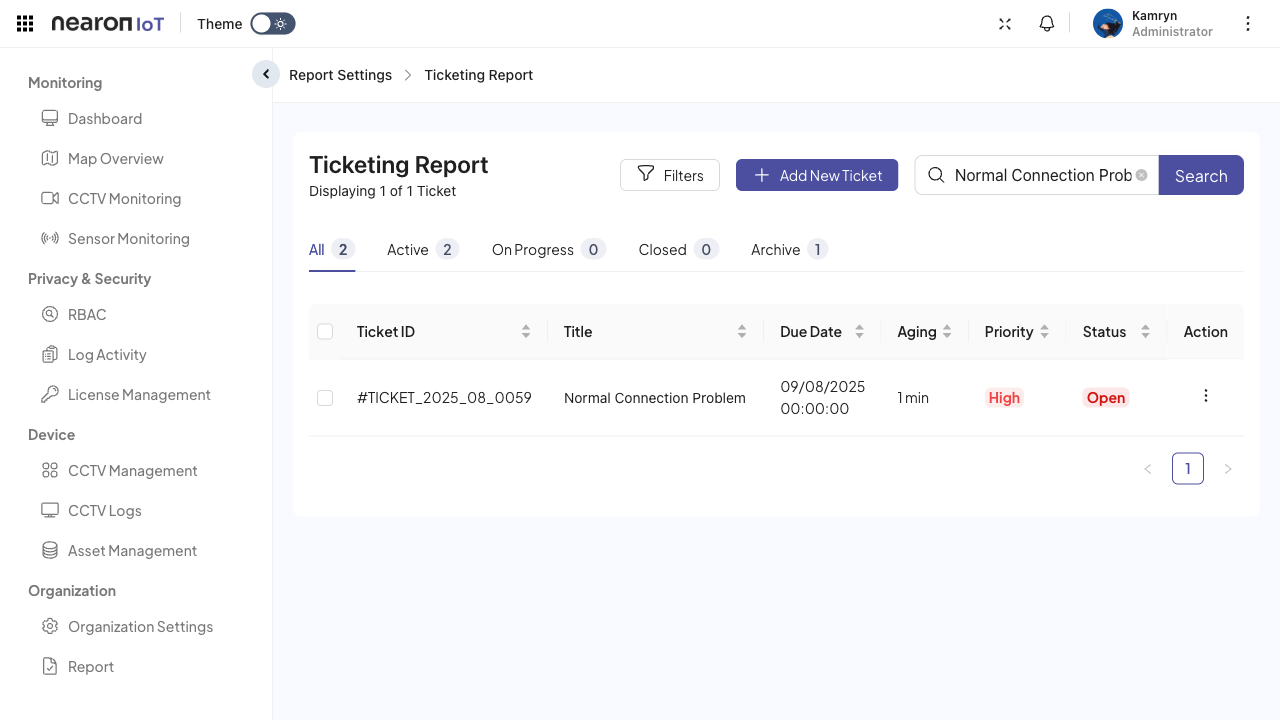 nearon IoT
Theme
Kamryn
Administrator
Monitoring
Dashboard
Map Overview
CCTV Monitoring
Sensor Monitoring
Privacy & Security
RBAC
Log Activity
License Management
Device
CCTV Management
CCTV Logs
Asset Management
Organization
Organization Settings
Report
Report Settings > Ticketing Report
Ticketing Report
Displaying 1 of 1 Ticket
Filters
Add New Ticket
Normal Connection Prob
Search
All 2 Active 2 On Progress 0 Closed 0 Archive 1
Ticket ID Title Due Date Aging Priority Status Action
#TICKET_2025_08_0059 Normal Connection Problem 09/08/2025 00:00:00 1 min High Open
1